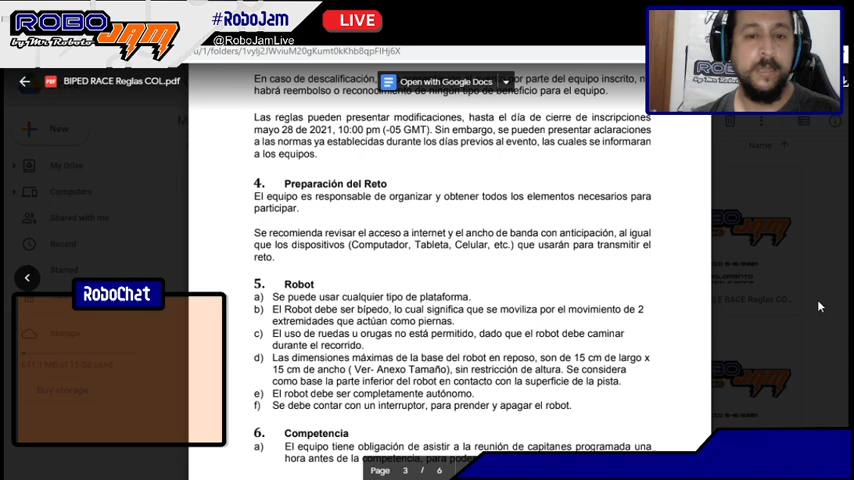 ROBO JAM
by Mr Roboto
#RoboJam
@RoboJamLive
LIVE
u/1/folders/1vyIj2JWviuM20gKumt0kKhb8qpFIHj6X
BIPED RACE Reglas COL.pdf
Open with Google Docs
En caso de descalificación, por parte del equipo inscrito, n
habrá reembolso o reconocimiento de ningún tipo de beneficio para el equipo.
Las reglas pueden presentar modificaciones, hasta el día de cierre de inscripciones
mayo 28 de 2021, 10:00 pm (-05 GMT). Sin embargo, se pueden presentar aclaraciones
a las normas ya establecidas durante los días previos al evento, las cuales se informaran
a los equipos.
4. Preparación del Reto
El equipo es responsable de organizar y obtener todos los elementos necesarios para
participar.
Se recomienda revisar el acceso a internet y el ancho de banda con anticipación, al igual
que los dispositivos (Computador, Tableta, Celular, etc.) que usarán para transmitir el
reto.
5. Robot
a) Se puede usar cualquier tipo de plataforma.
b) El Robot debe ser bípedo, lo cual significa que se moviliza por el movimiento de 2
extremidades que actúan como piernas.
c) El uso de ruedas u orugas no está permitido, dado que el robot debe caminar
durante el recorrido.
d) Las dimensiones máximas de la base del robot en reposo, son de 15 cm de largo x
15 cm de ancho ( Ver- Anexo Tamaño), sin restricción de altura. Se considera
como base la parte inferior del robot en contacto con la superficie de la pista.
e) El robot debe ser completamente autónomo.
f) Se debe contar con un interruptor, para prender y apagar el robot.
6. Competencia
a) El equipo tiene obligación de asistir a la reunión de capitanes programada una
hora antes de la competencia, para pode
Page 3 / 6
New
My Drive
Computers
Shared with me
Recent
Starred
RoboChat
Storage
Buy storage
Name
ROBO
RACE Reglas CO...
ROBO